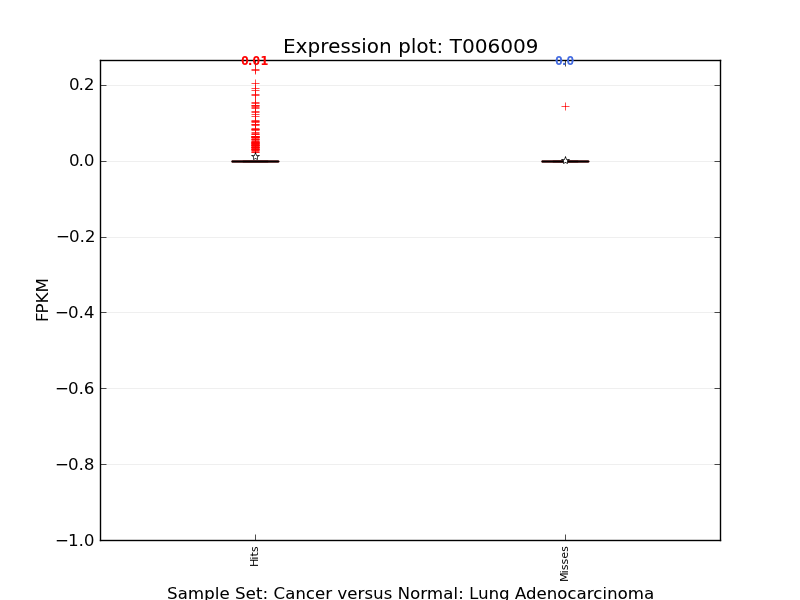 Expression plot: T006009
0.01
0.0
0.2
0.0
−0.2
−0.4
−0.6
−0.8
−1.0
FPKM
Hits
Misses
Sample Set: Cancer versus Normal: Lung Adenocarcinoma